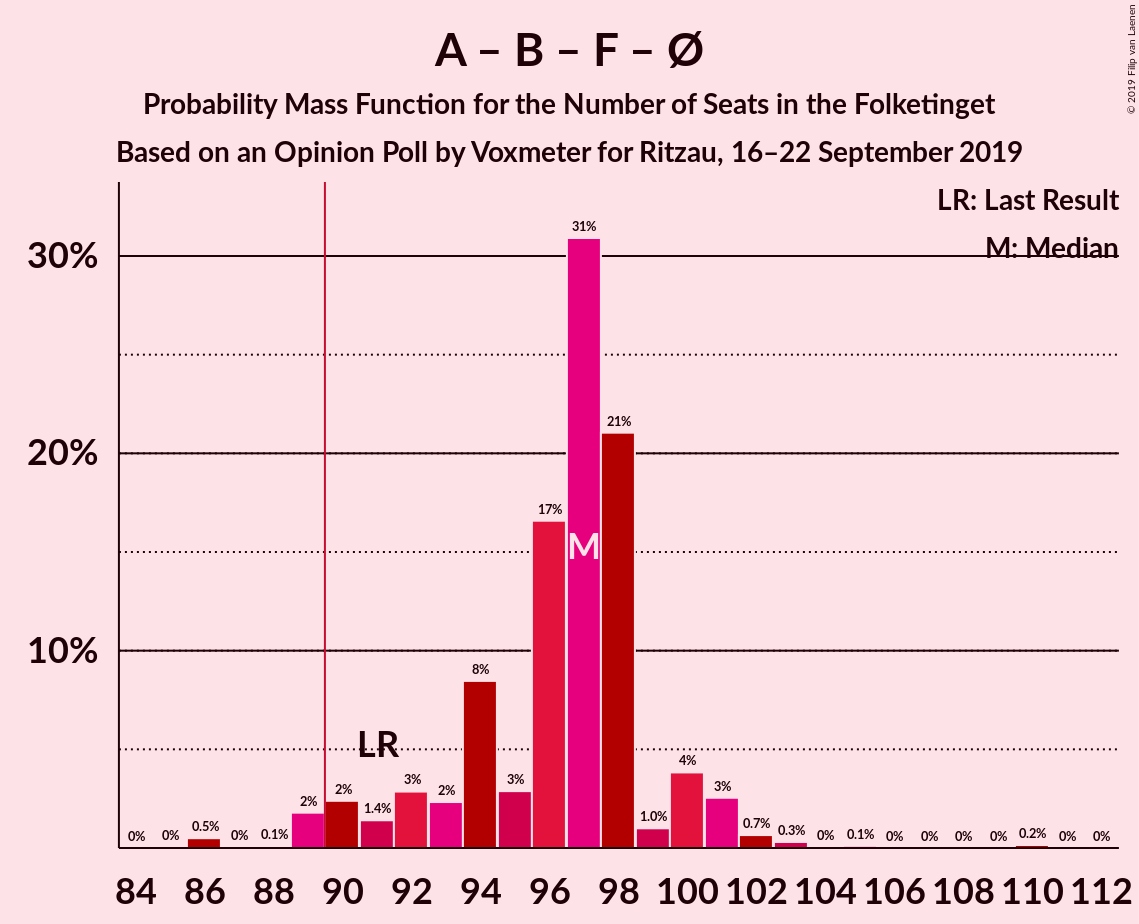 A – B – F – Ø
Probability Mass Function for the Number of Seats in the Folketinget
Based on an Opinion Poll by Voxmeter for Ritzau, 16–22 September 2019
© 2019 Filip van Laenen
LR: Last Result
M: Median
30%
20%
10%
0% 0% 0.5% 0% 0.1% 2% 2% 1.4% 3% 2% 8% 3% 17% 31% 21% 1.0% 4% 3% 0.7% 0.3% 0% 0.1% 0% 0% 0% 0% 0.2% 0% 0%
LR
M
84 86 88 90 92 94 96 98 100 102 104 106 108 110 112